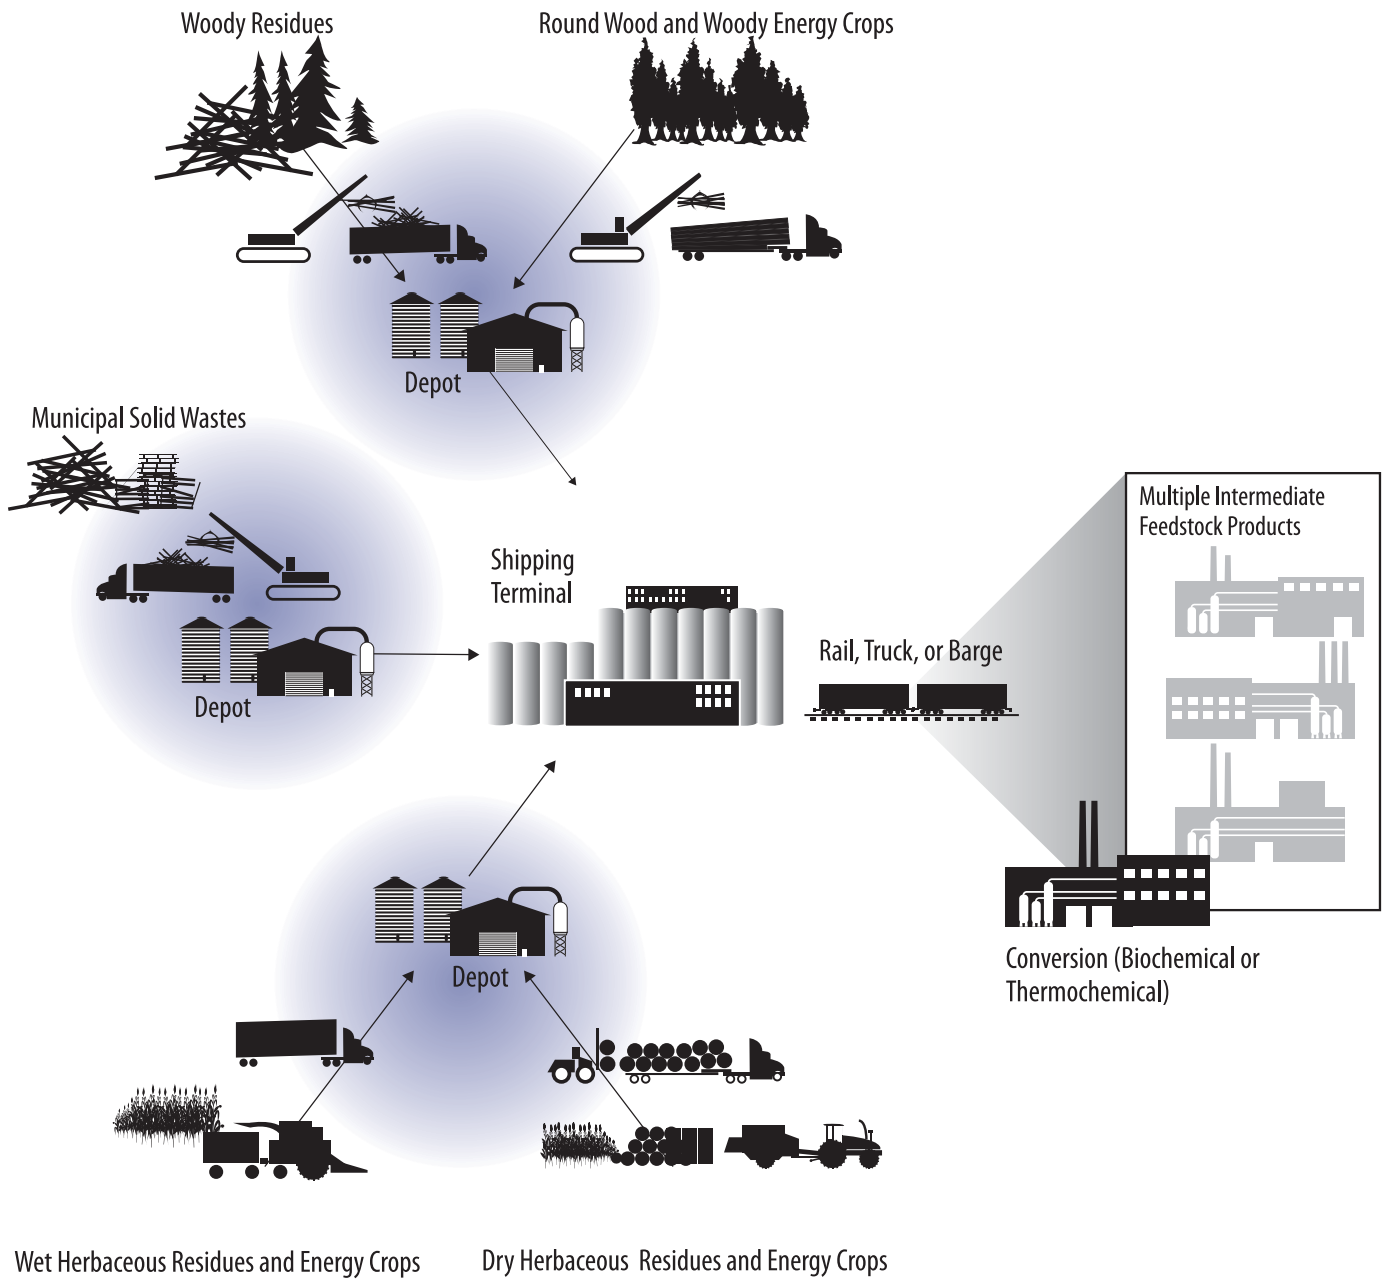 Woody Residues
Round Wood and Woody Energy Crops
Depot
Municipal Solid Wastes
Depot
Shipping
Terminal
Rail, Truck, or Barge
Multiple Intermediate
Feedstock Products
Depot
Conversion (Biochemical or
Thermochemical)
Wet Herbaceous Residues and Energy Crops
Dry Herbaceous Residues and Energy Crops